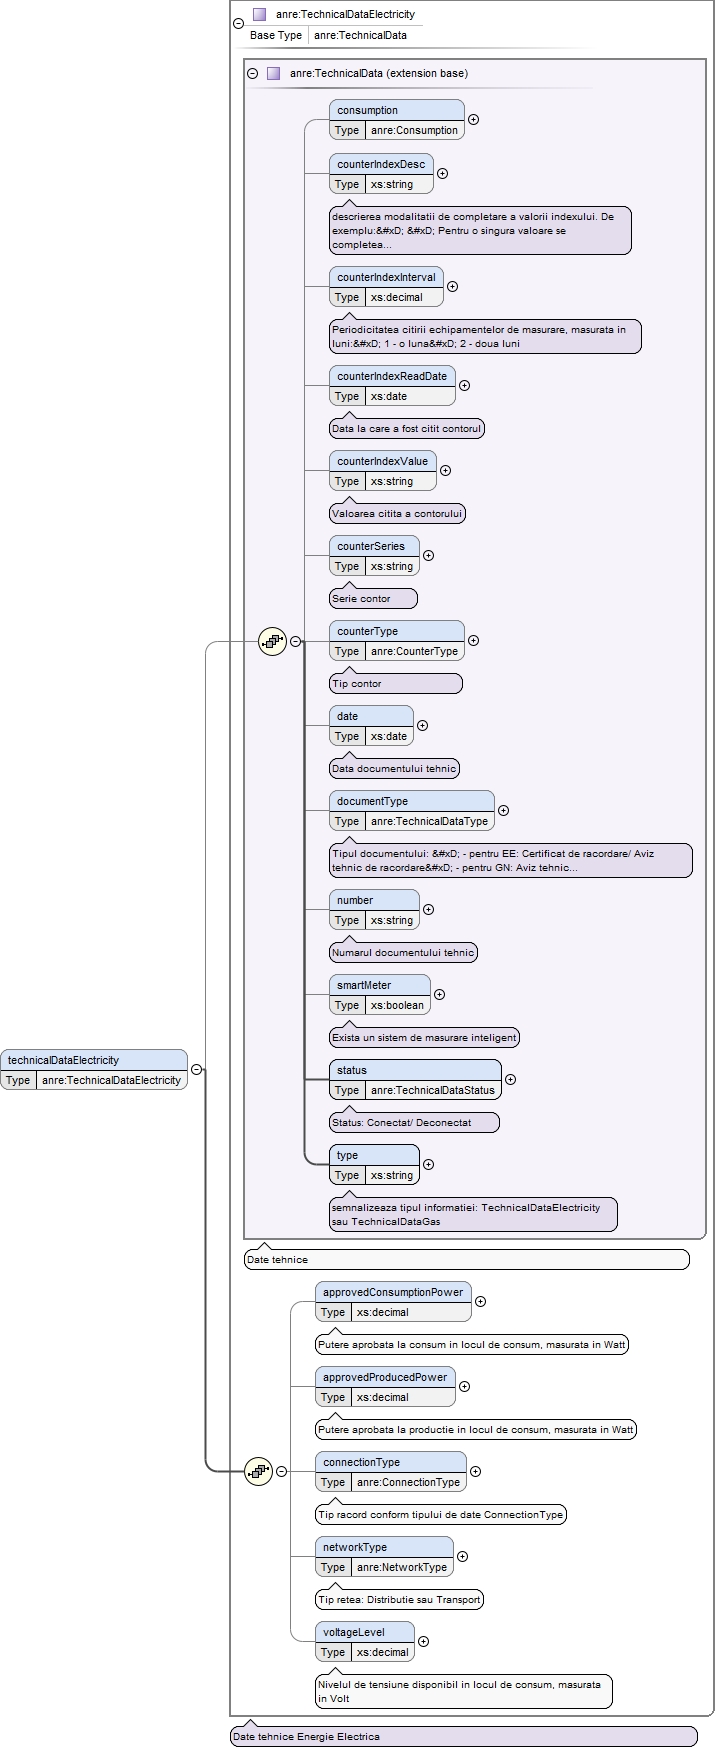 anre:TechnicalDataElectricity
Base Type anre:TechnicalData
anre:TechnicalData (extension base)
consumption
Type anre:Consumption
counterIndexDesc
Type xs:string
descrierea modalitatii de completare a valorii indexului. De
exemplu:&#xD; &#xD; Pentru o singura valoare se
completea...
counterIndexInterval
Type xs:decimal
Periodicitatea citirii echipamentelor de masurare, masurata in
luni:&#xD; 1 - o luna&#xD; 2 - doua luni
counterIndexReadDate
Type xs:date
Data la care a fost citit contorul
counterIndexValue
Type xs:string
Valoarea citita a contorului
counterSeries
Type xs:string
Serie contor
counterType
Type anre:CounterType
Tip contor
date
Type xs:date
Data documentului tehnic
documentType
Type anre:TechnicalDataType
Tipul documentului: &#xD; - pentru EE: Certificat de racordare/ Aviz
tehnic de racordare&#xD; - pentru GN: Aviz tehnic...
number
Type xs:string
Numarul documentului tehnic
smartMeter
Type xs:boolean
Exista un sistem de masurare inteligent
technicalDataElectricity
Type anre:TechnicalDataElectricity
status
Type anre:TechnicalDataStatus
Status: Conectat/ Deconectat
type
Type xs:string
semnalizeaza tipul informatiei: TechnicalDataElectricity
sau TechnicalDataGas
Date tehnice
approvedConsumptionPower
Type xs:decimal
Putere aprobata la consum in locul de consum, masurata in Watt
approvedProducedPower
Type xs:decimal
Putere aprobata la productie in locul de consum, masurata in Watt
connectionType
Type anre:ConnectionType
Tip racord conform tipului de date ConnectionType
networkType
Type anre:NetworkType
Tip retea: Distributie sau Transport
voltageLevel
Type xs:decimal
Nivelul de tensiune disponibil in locul de consum, masurata
in Volt
Date tehnice Energie Electrica